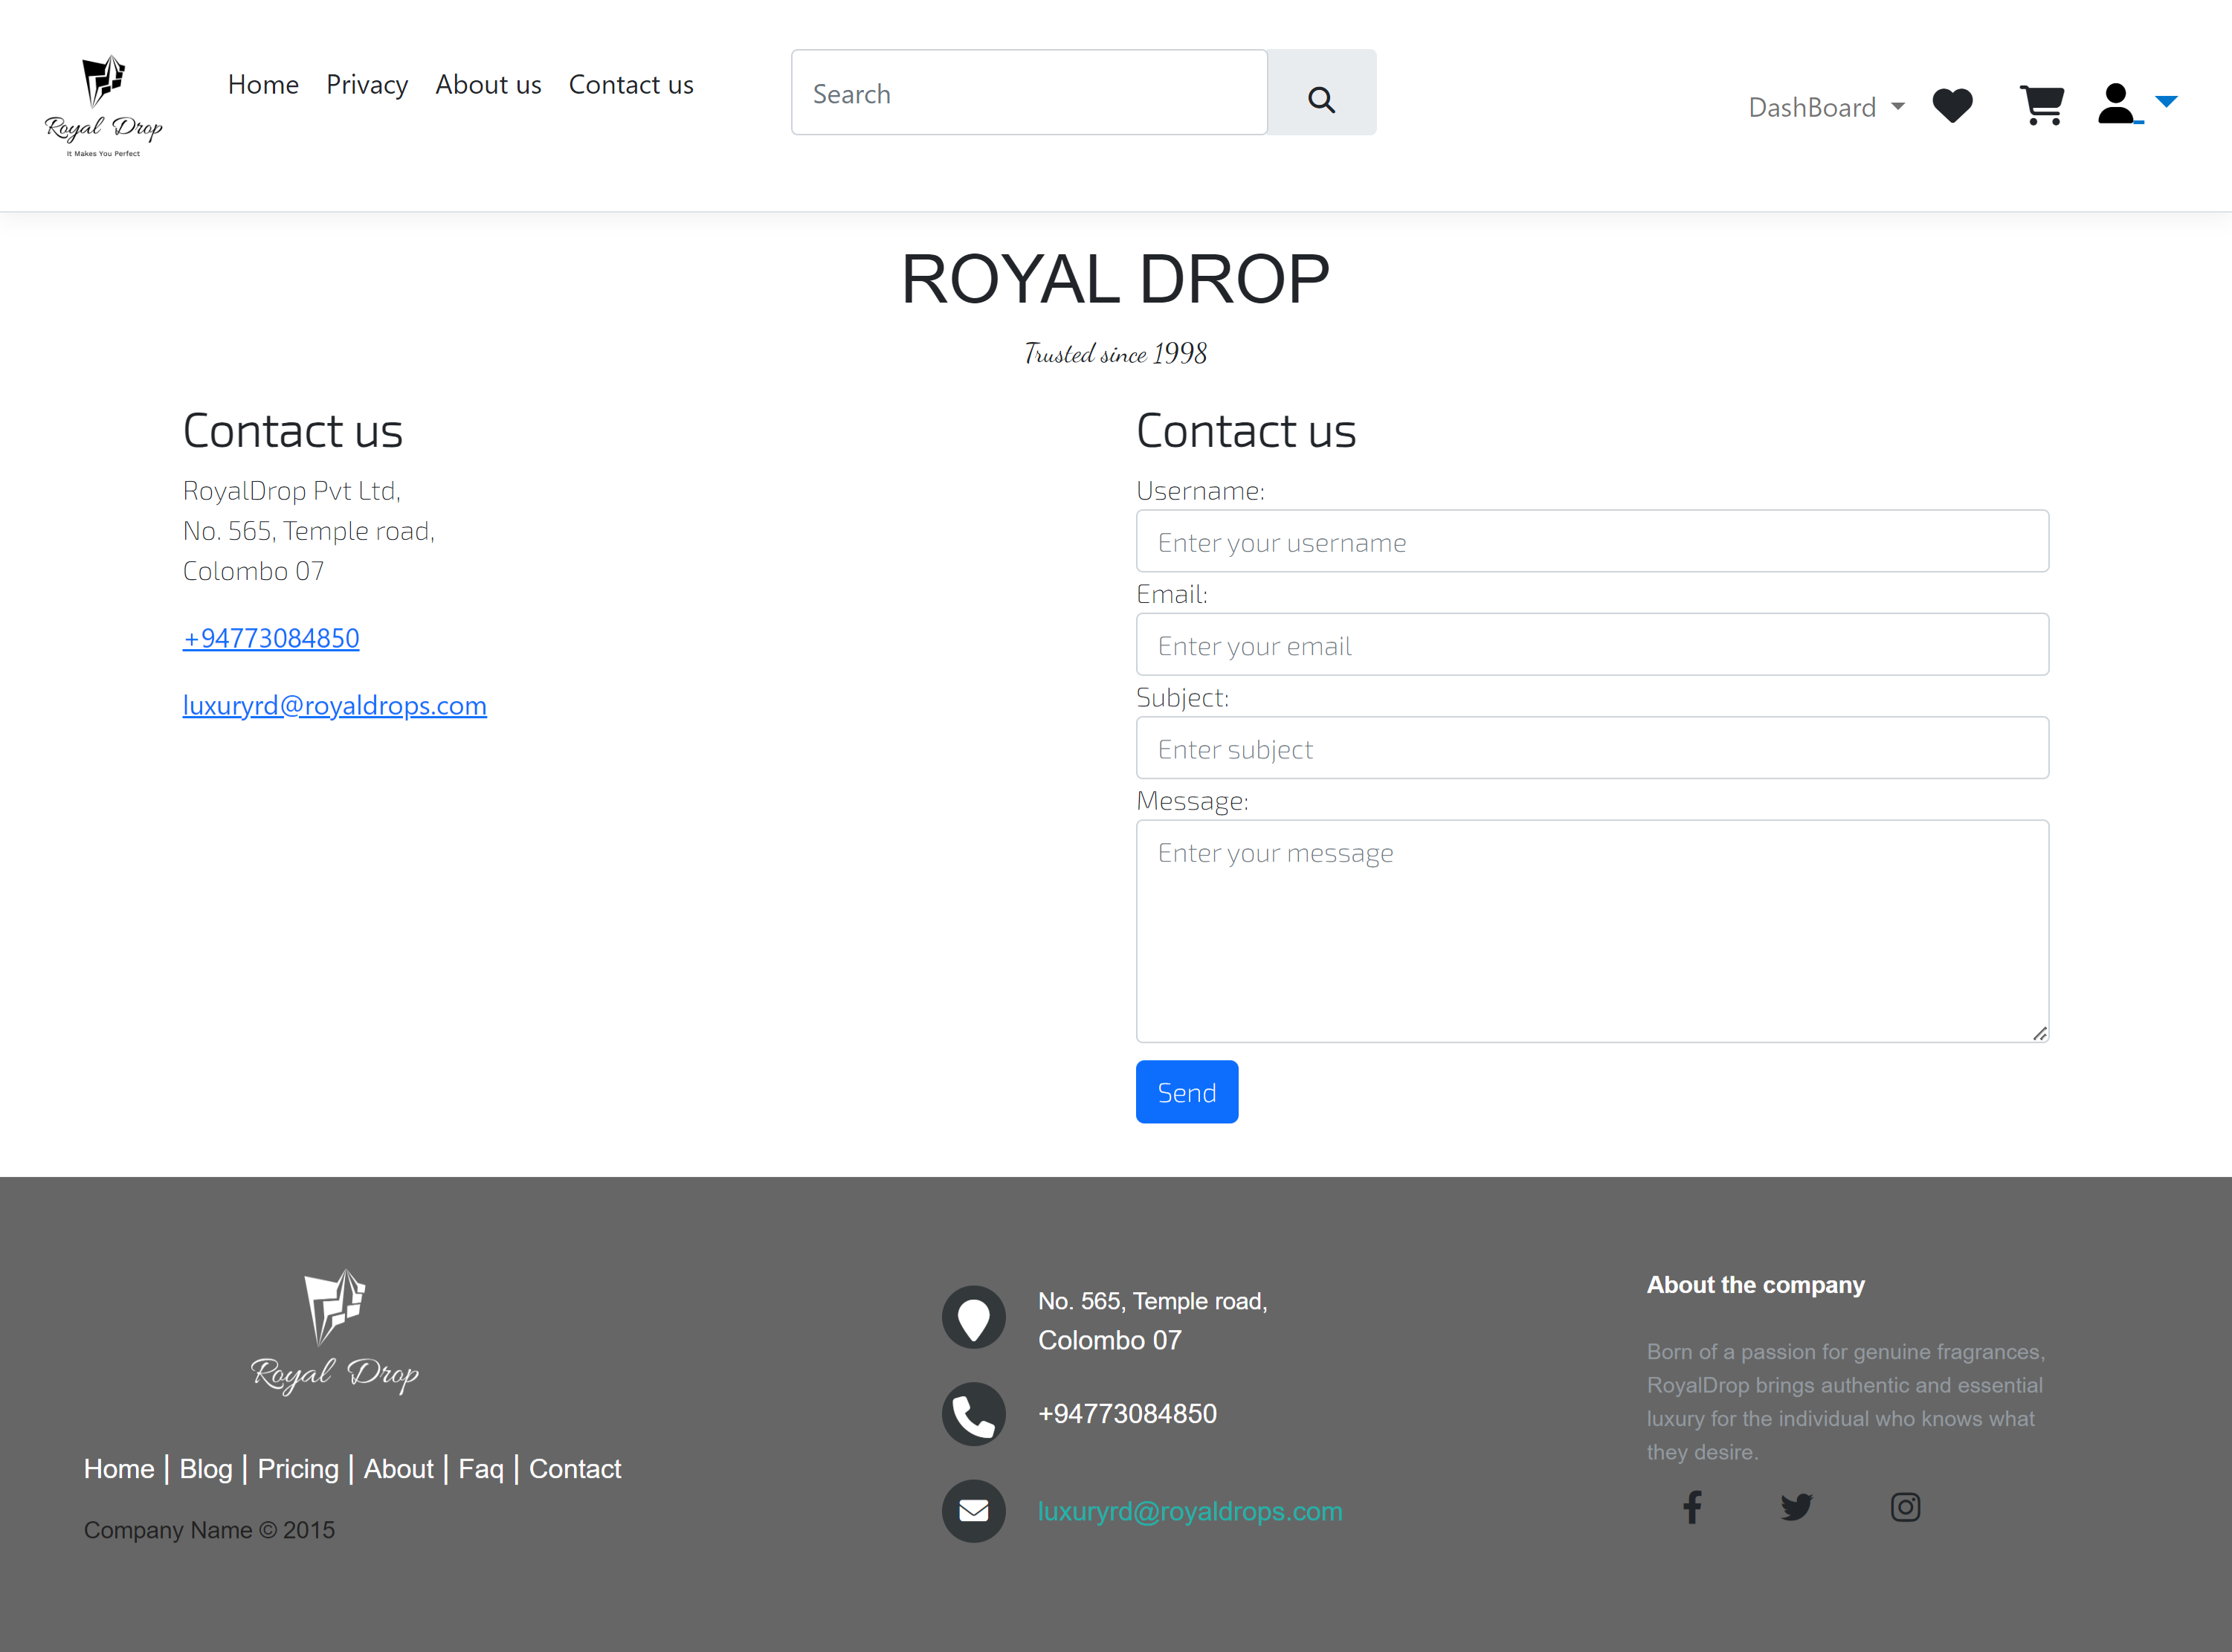 Royal Drop
It Makes You Perfect
Home Privacy About us Contact us
Search
DashBoard
ROYAL DROP
Trusted since 1998
Contact us
RoyalDrop Pvt Ltd,
No. 565, Temple road,
Colombo 07
+94773084850
luxuryrd@royaldrops.com
Contact us
Username:
Enter your username
Email:
Enter your email
Subject:
Enter subject
Message:
Enter your message
Send
Royal Drop
Home | Blog | Pricing | About | Faq | Contact
Company Name © 2015
No. 565, Temple road,
Colombo 07
+94773084850
luxuryrd@royaldrops.com
About the company
Born of a passion for genuine fragrances,
RoyalDrop brings authentic and essential
luxury for the individual who knows what
they desire.